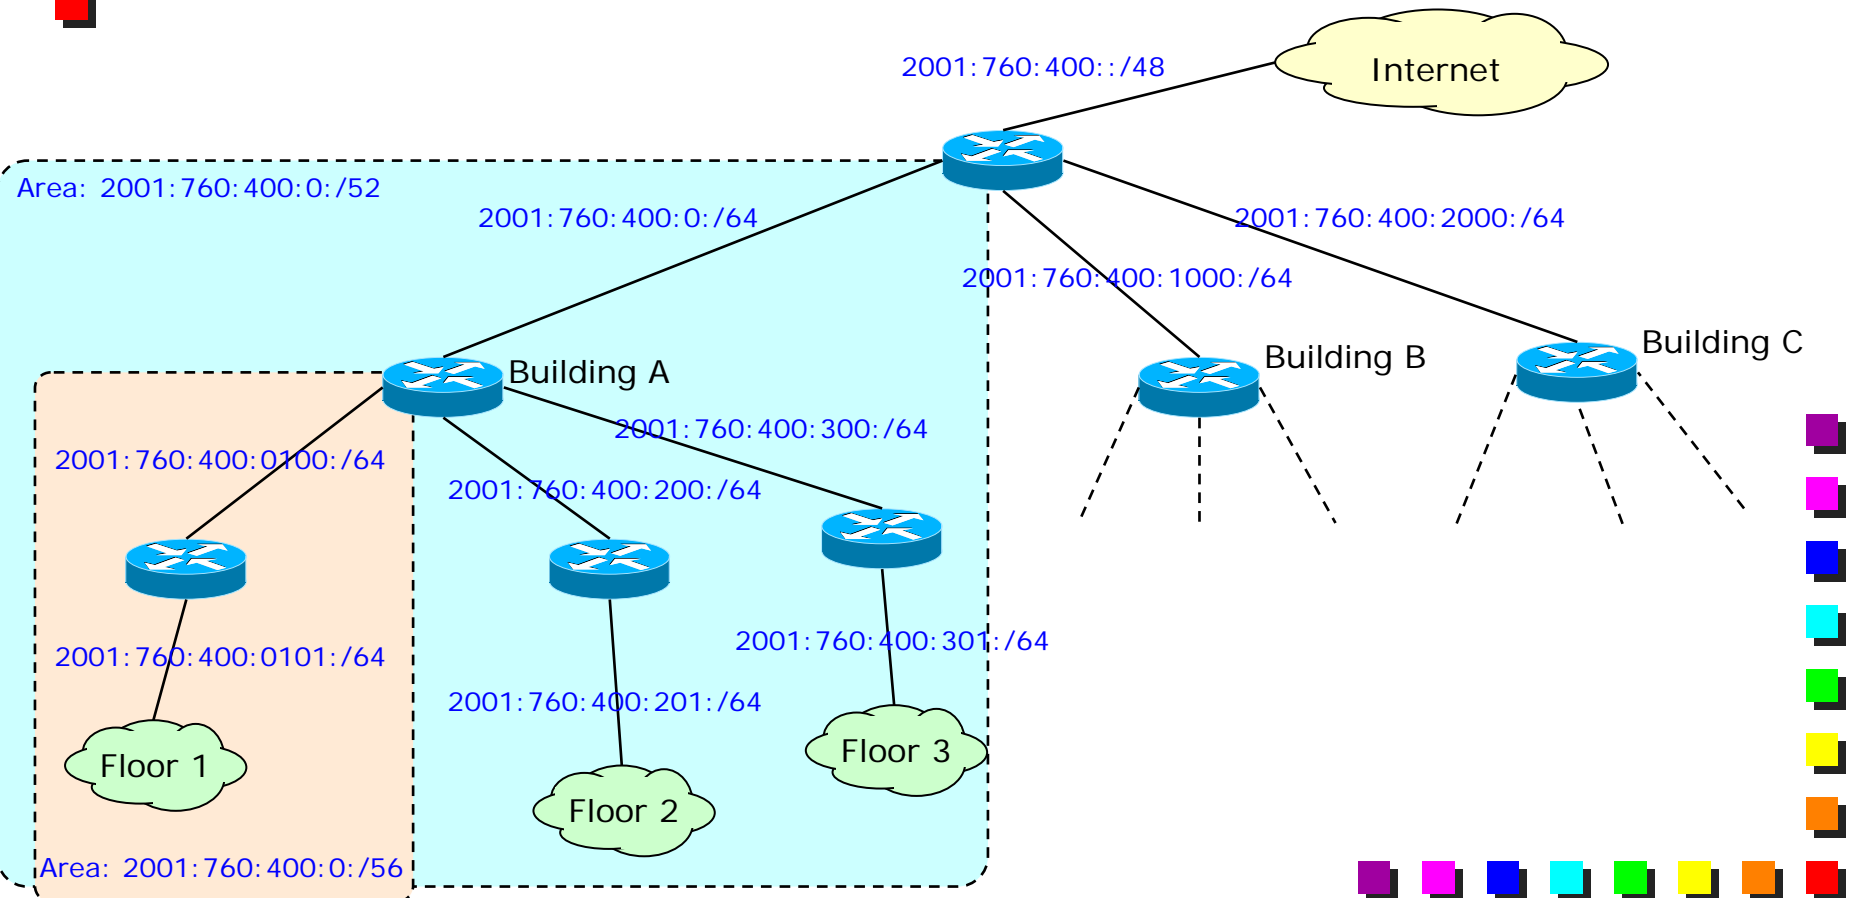 2001:760:400::/48
Internet
Area: 2001:760:400:0:/52
2001:760:400:0:/64
2001:760:400:2000:/64
2001:760:400:1000:/64
Building A
Building B
Building C
2001:760:400:300:/64
2001:760:400:0100:/64
2001:760:400:200:/64
2001:760:400:301:/64
2001:760:400:0101:/64
2001:760:400:201:/64
Floor 1
Floor 3
Floor 2
Area: 2001:760:400:0:/56